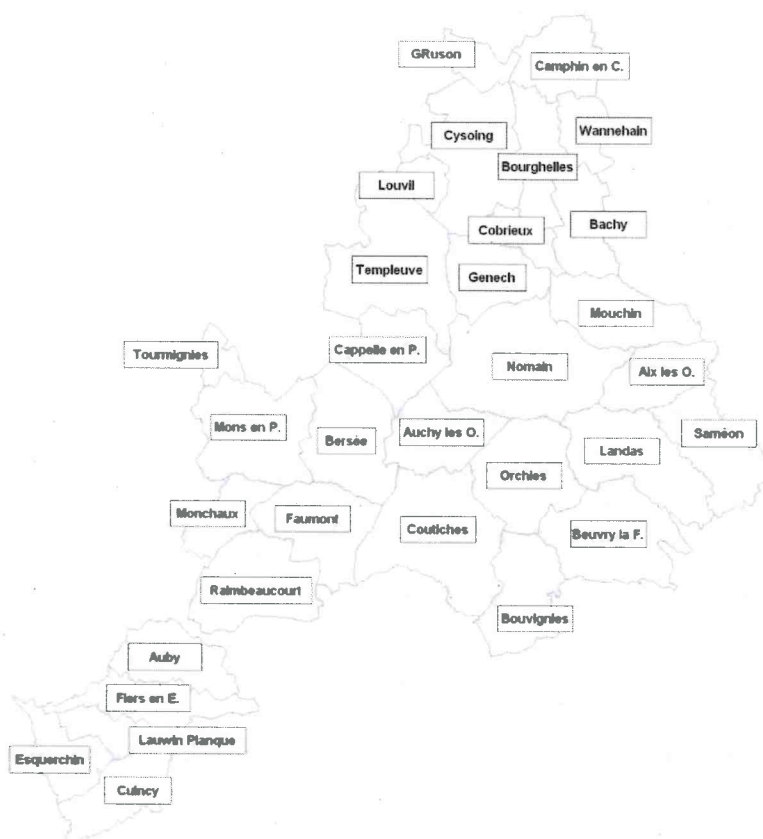 GRuson
Camphin en C.
Cysoing
Wannehain
Bourghelles
Louvil
Cobrieux
Bachy
Templeuve
Genech
Mouchin
Tourmignies
Cappelle en P.
Nomain
Aix les O.
Mons en P.
Bersée
Auchy les O.
Saméon
Landas
Orchies
Monchaux
Faumont
Coutiches
Beuvry la F.
Raimbeaucourt
Bouvignies
Auby
Flers en E.
Lauwin Planque
Esquerchin
Cuincy